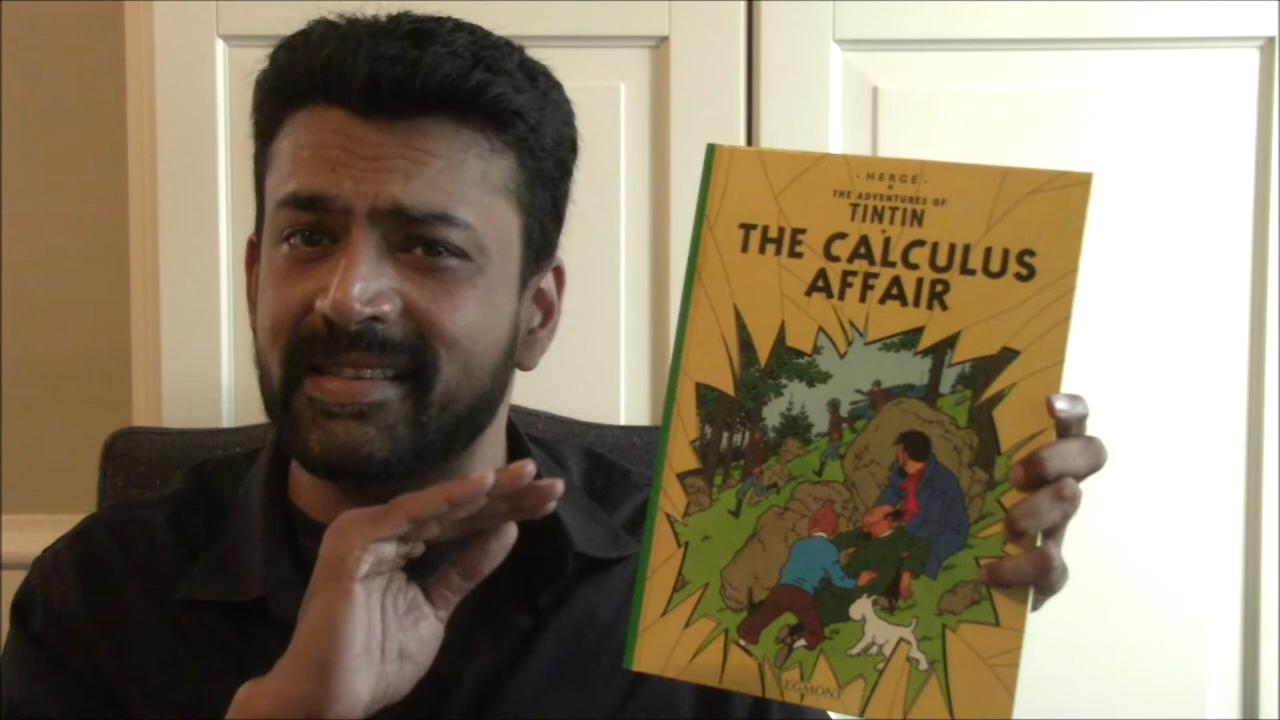 - HERGÉ -
THE ADVENTURES OF
TINTIN
THE CALCULUS
AFFAIR
EGMONT